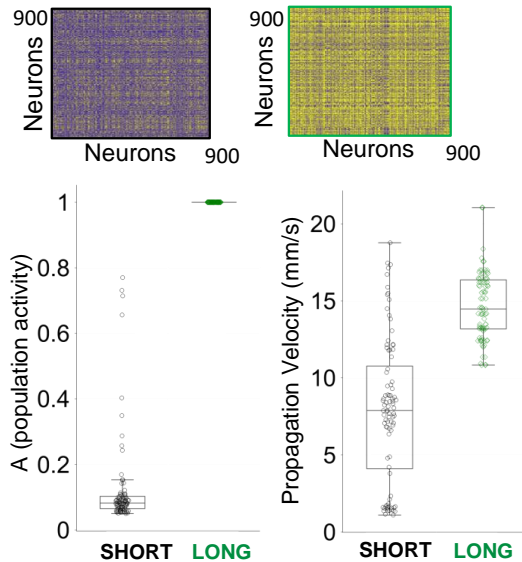 900
Neurons
Neurons
900
900
Neurons
Neurons
900
A (population activity)
1
0.8
0.6
0.4
0.2
0
SHORT LONG
Propagation Velocity (mm/s)
20
15
10
5
0
SHORT LONG